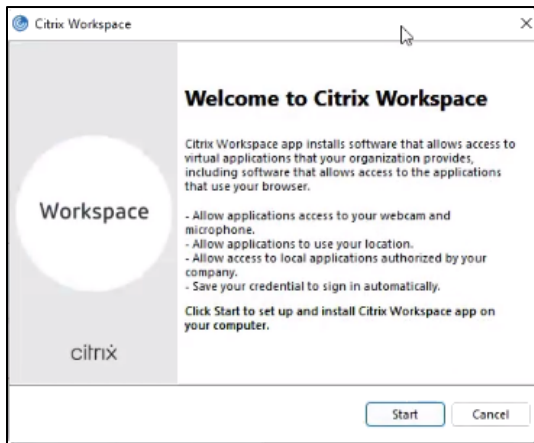 Citrix Workspace
Welcome to Citrix Workspace
Citrix Workspace app installs software that allows access to
virtual applications that your organization provides,
including software that allows access to the applications
that use your browser.
- Allow applications access to your webcam and
microphone.
- Allow applications to use your location.
- Allow access to local applications authorized by your
company.
- Save your credential to sign in automatically.
Click Start to set up and install Citrix Workspace app on
your computer.
Workspace
citrix
Start
Cancel